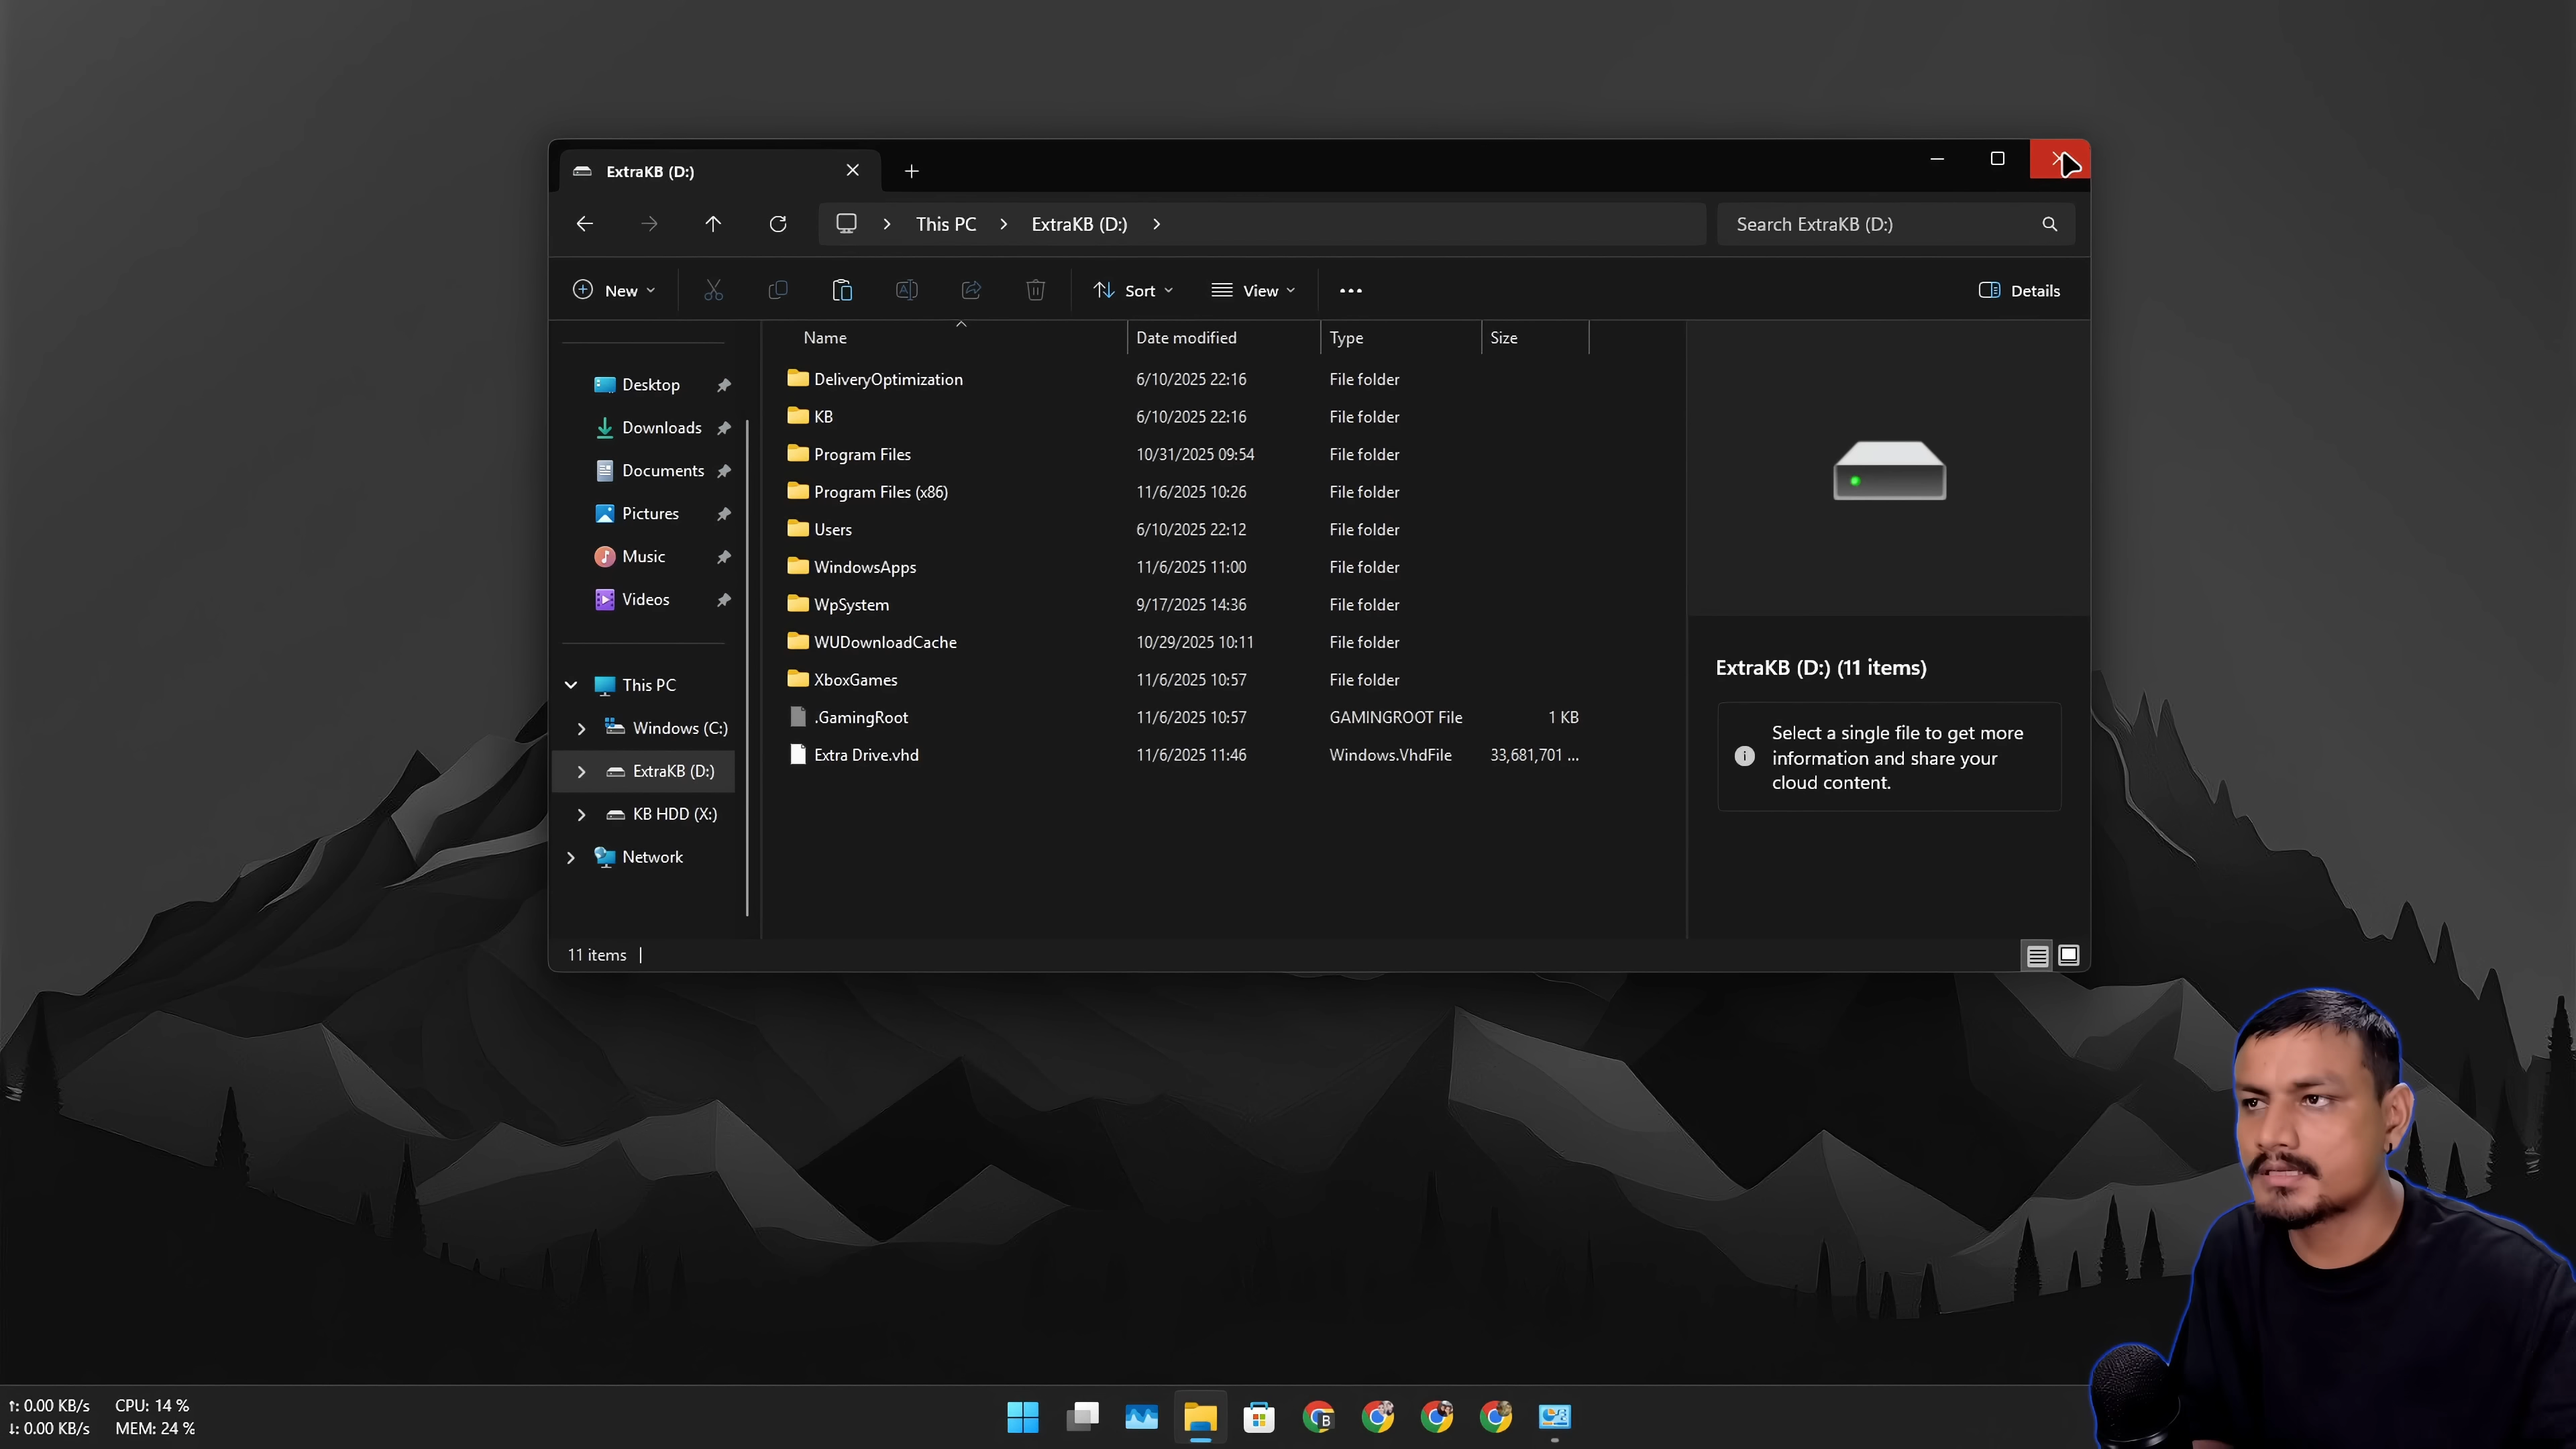 ExtraKB (D:)
This PC ExtraKB (D:) Search ExtraKB (D:)
New Sort View Details
Name Date modified Type Size
Desktop
Downloads
Documents
Pictures
Music
Videos
This PC
Windows (C:)
ExtraKB (D:)
KB HDD (X:)
Network
DeliveryOptimization 6/10/2025 22:16 File folder
KB 6/10/2025 22:16 File folder
Program Files 10/31/2025 09:54 File folder
Program Files (x86) 11/6/2025 10:26 File folder
Users 6/10/2025 22:12 File folder
WindowsApps 11/6/2025 11:00 File folder
WpSystem 9/17/2025 14:36 File folder
WUDownloadCache 10/29/2025 10:11 File folder
XboxGames 11/6/2025 10:57 File folder
.GamingRoot 11/6/2025 10:57 GAMINGROOT File 1 KB
Extra Drive.vhd 11/6/2025 11:46 Windows.VhdFile 33,681,701 ...
ExtraKB (D:) (11 items)
Select a single file to get more
information and share your
cloud content.
11 items
↑: 0.00 KB/s CPU: 14 %
↓: 0.00 KB/s MEM: 24 %
B